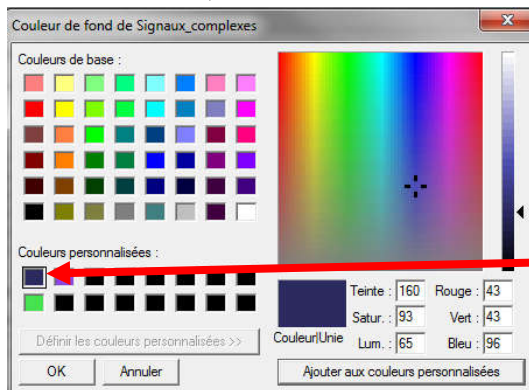 Couleur de fond de Signaux_complexes
Couleurs de base :
Couleurs personnalisées :
Définir les couleurs personnalisées >>
OK Annuler
Couleur|Unie
Teinte : 160 Rouge : 43
Satur. : 93 Vert : 43
Lum. : 65 Bleu : 96
Ajouter aux couleurs personnalisées